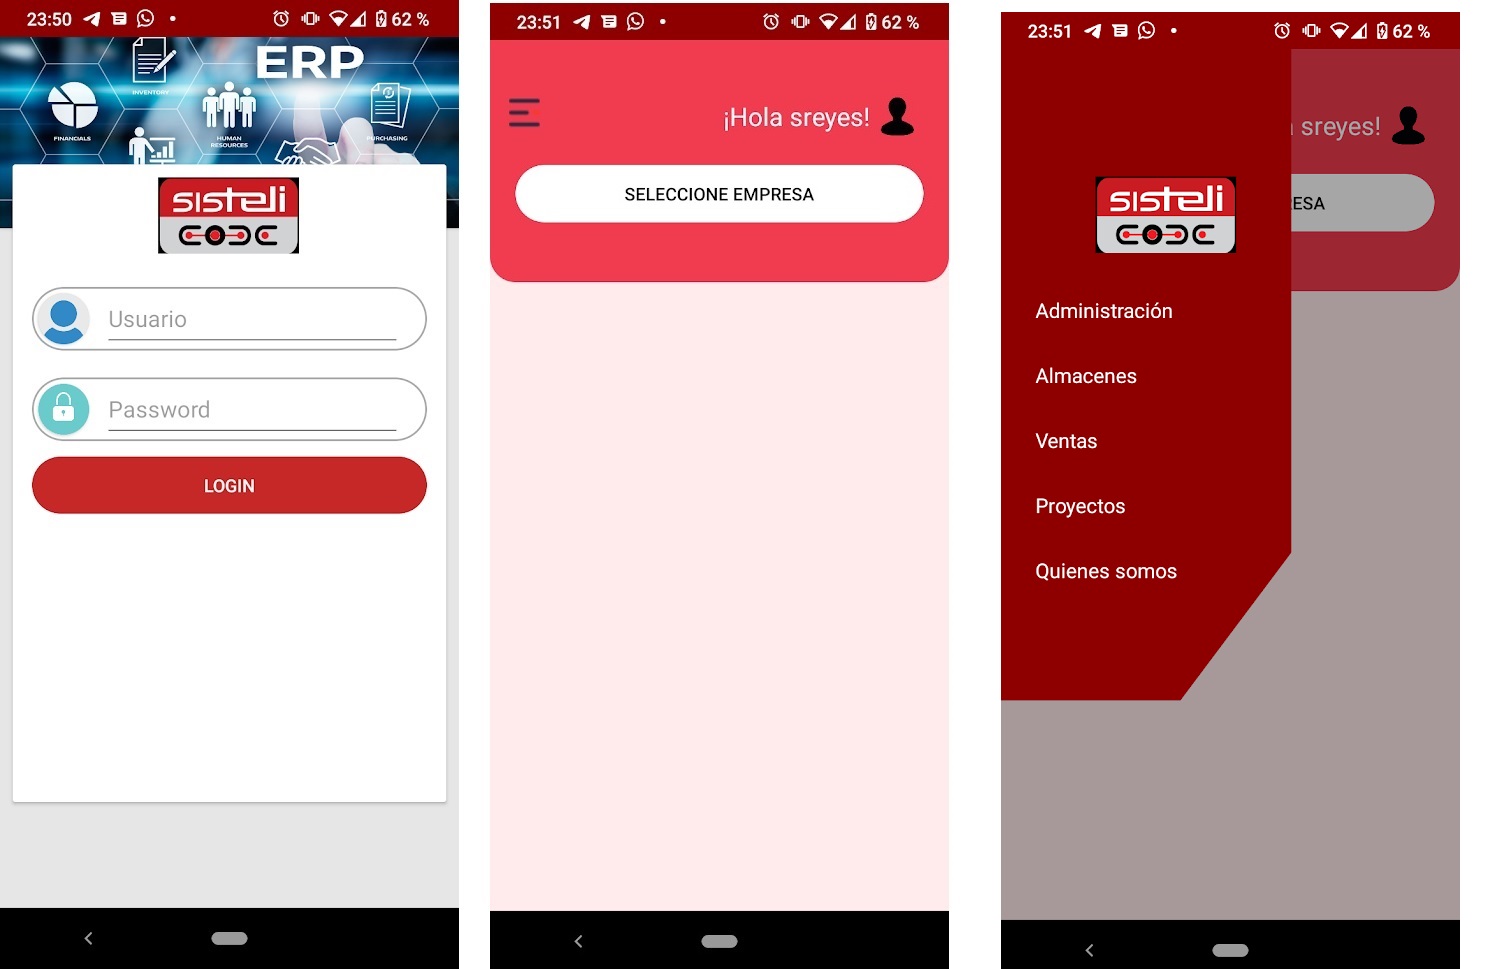 23:50
62 %
ERP
INVENTORY
FINANCIALS
HUMAN
RESOURCES
PURCHASING
sisteli
CODE
Usuario
Password
LOGIN
23:51
62 %
¡Hola sreyes!
SELECCIONE EMPRESA
23:51
62 %
sreyes!
ESA
sisteli
CODE
Administración
Almacenes
Ventas
Proyectos
Quienes somos